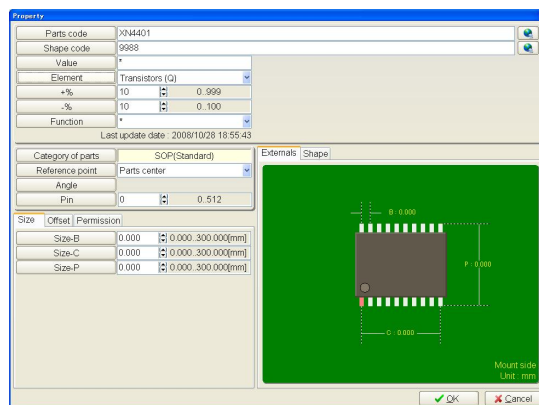 Property
Parts code XN4401
Shape code 9988
Value *
Element Transistors (Q)
+% 10 0..999
-% 10 0..100
Function *
Last update date : 2008/10/28 18:55:43
Category of parts SOP(Standard)
Reference point Parts center
Angle
Pin 0 0..512
Size Offset Permission
Size-B 0.000 0.000..300.000[mm]
Size-C 0.000 0.000..300.000[mm]
Size-P 0.000 0.000..300.000[mm]
Externals Shape
B : 0.000
P : 0.000
C : 0.000
Mount side
Unit : mm
OK Cancel